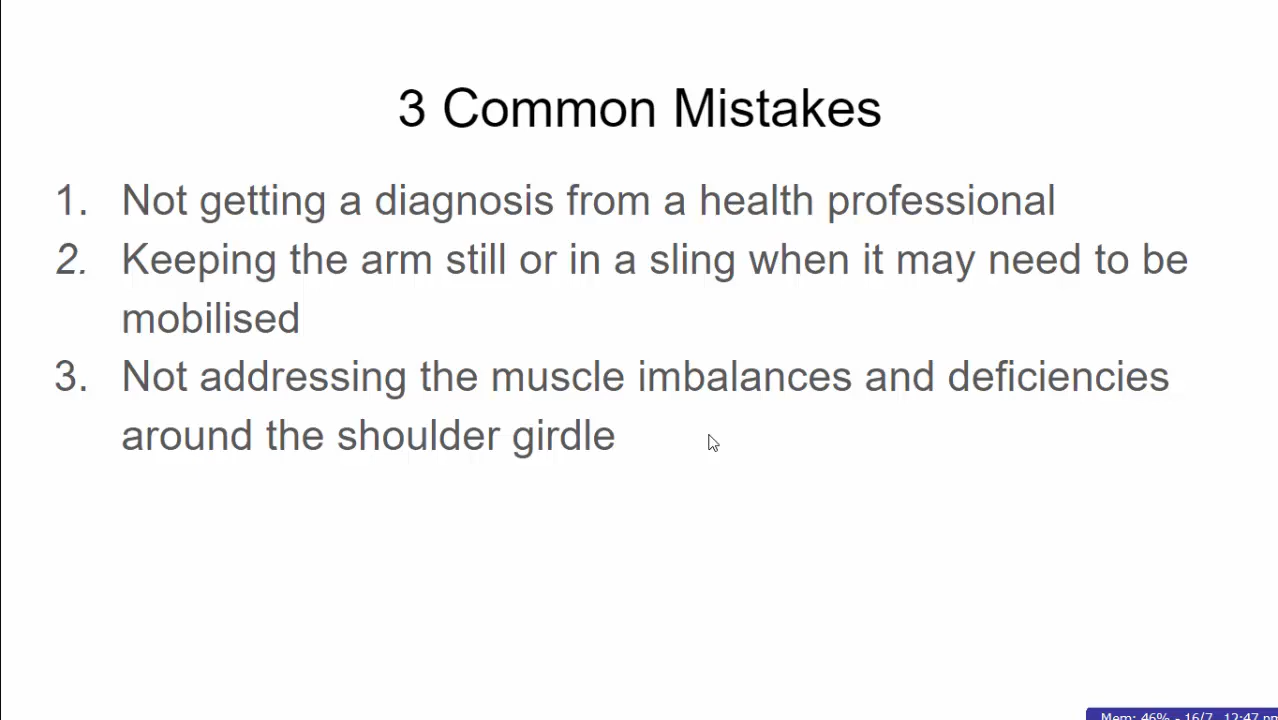 3 Common Mistakes
1. Not getting a diagnosis from a health professional
2. Keeping the arm still or in a sling when it may need to be
mobilised
3. Not addressing the muscle imbalances and deficiencies
around the shoulder girdle
Mem: 46% - 16/7 12:47 pm